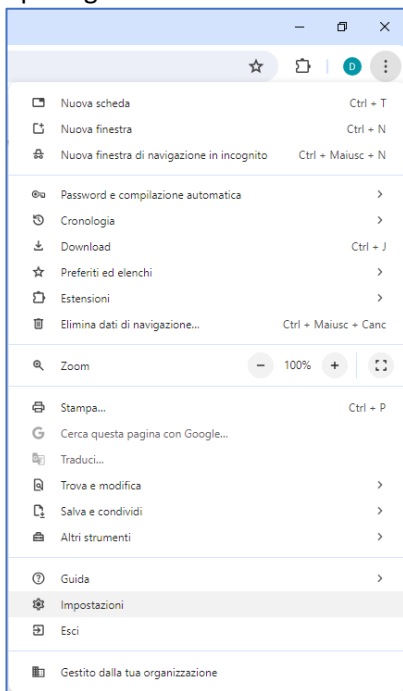 D
Nuova scheda Ctrl + T
Nuova finestra Ctrl + N
Nuova finestra di navigazione in incognito Ctrl + Maiusc + N
Password e compilazione automatica
Cronologia
Download Ctrl + J
Preferiti ed elenchi
Estensioni
Elimina dati di navigazione... Ctrl + Maiusc + Canc
Zoom − 100% +
Stampa... Ctrl + P
G Cerca questa pagina con Google...
Traduci...
Trova e modifica
Salva e condividi
Altri strumenti
Guida
Impostazioni
Esci
Gestito dalla tua organizzazione